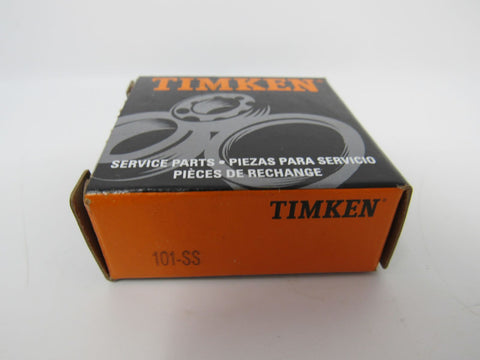 TIMKEN
SERVICE PARTS • PIEZAS PARA SERVICIO
PIÈCES DE RECHANGE
TIMKEN®
101-SS